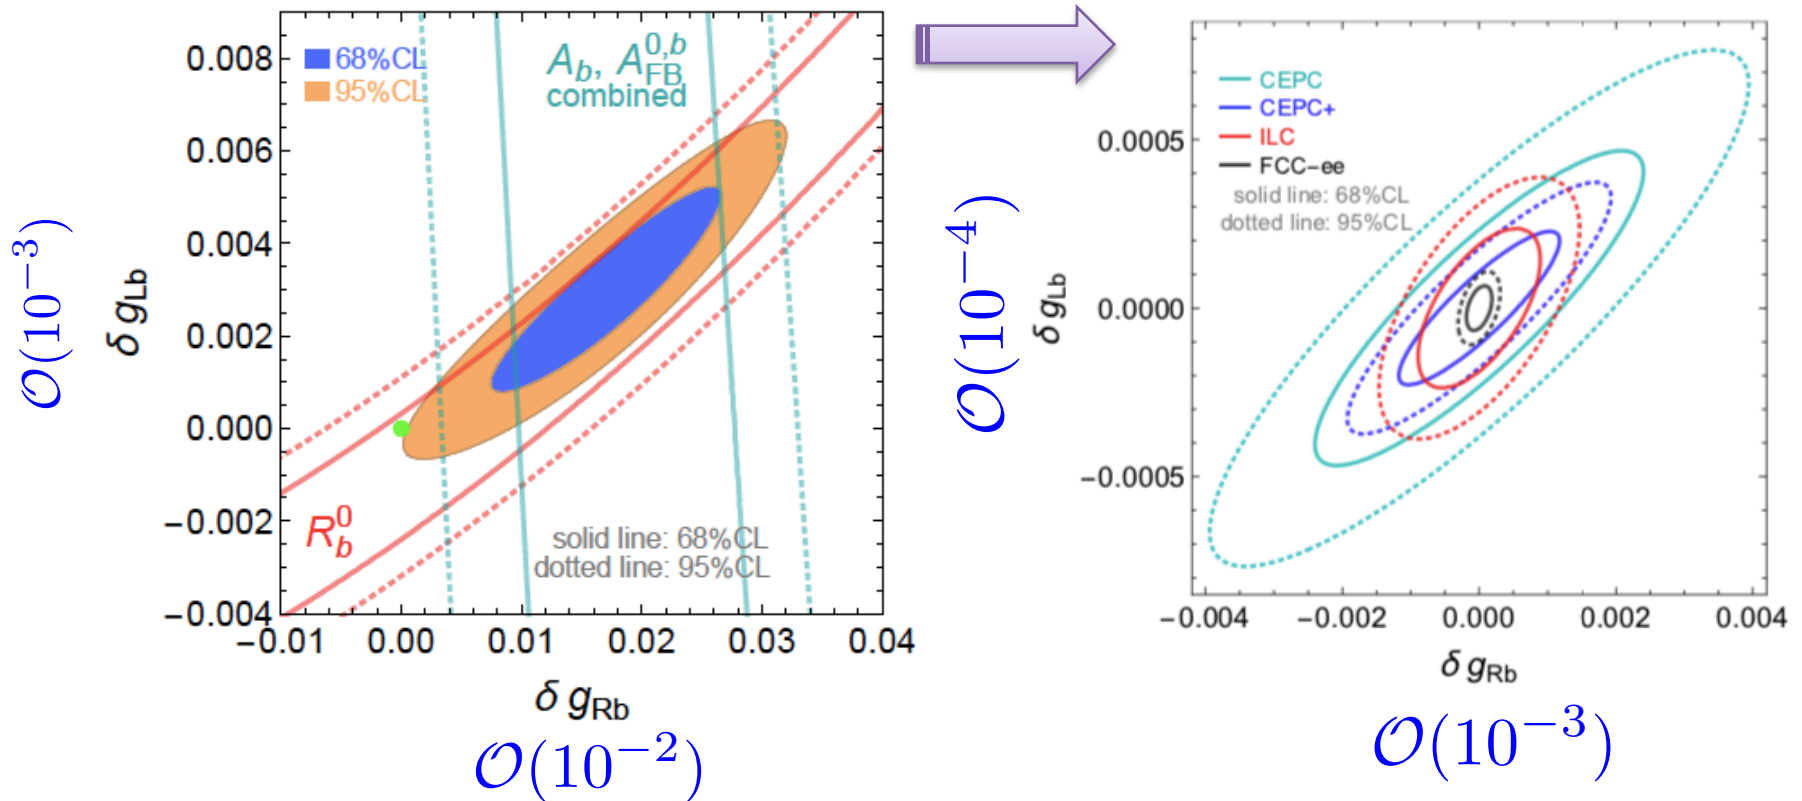 0.008
0.006
0.004
0.002
0.000
−0.002
−0.004
−0.01 0.00 0.01 0.02 0.03 0.04
68%CL
95%CL
A_b, A_FB^{0,b}
combined
R_b^0
solid line: 68%CL
dotted line: 95%CL
δ g_Lb
δ g_Rb
𝒪(10^{−3})
𝒪(10^{−2})
CEPC
CEPC+
ILC
FCC−ee
solid line: 68%CL
dotted line: 95%CL
0.0005
0.0000
−0.0005
−0.004 −0.002 0.000 0.002 0.004
δ g_Lb
δ g_Rb
𝒪(10^{−4})
𝒪(10^{−3})